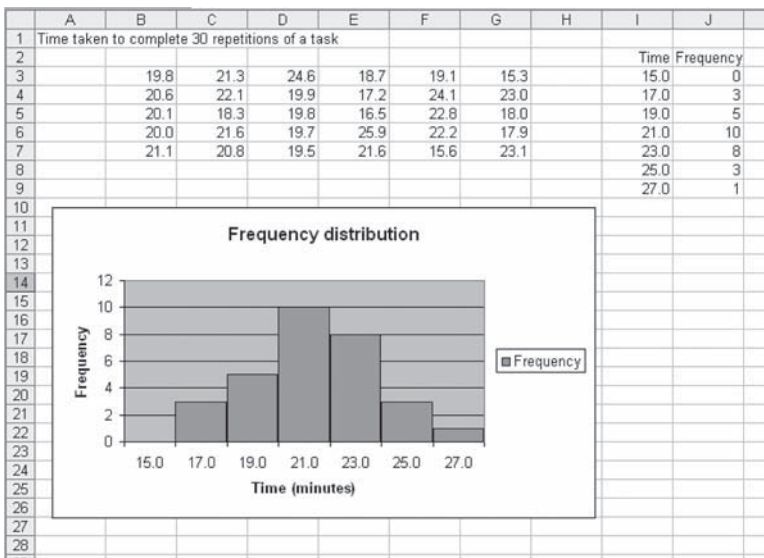 A B C D E F G H I J
1 Time taken to complete 30 repetitions of a task
2 Time Frequency
3 19.8 21.3 24.6 18.7 19.1 15.3 15.0 0
4 20.6 22.1 19.9 17.2 24.1 23.0 17.0 3
5 20.1 18.3 19.8 16.5 22.8 18.0 19.0 5
6 20.0 21.6 19.7 25.9 22.2 17.9 21.0 10
7 21.1 20.8 19.5 21.6 15.6 23.1 23.0 8
8 25.0 3
9 27.0 1
10
11
12
13
14
15
16
17
18
19
20
21
22
23
24
25
26
27
28
Frequency distribution
12
10
8
6
4
2
0
Frequency
15.0 17.0 19.0 21.0 23.0 25.0 27.0
Time (minutes)
Frequency